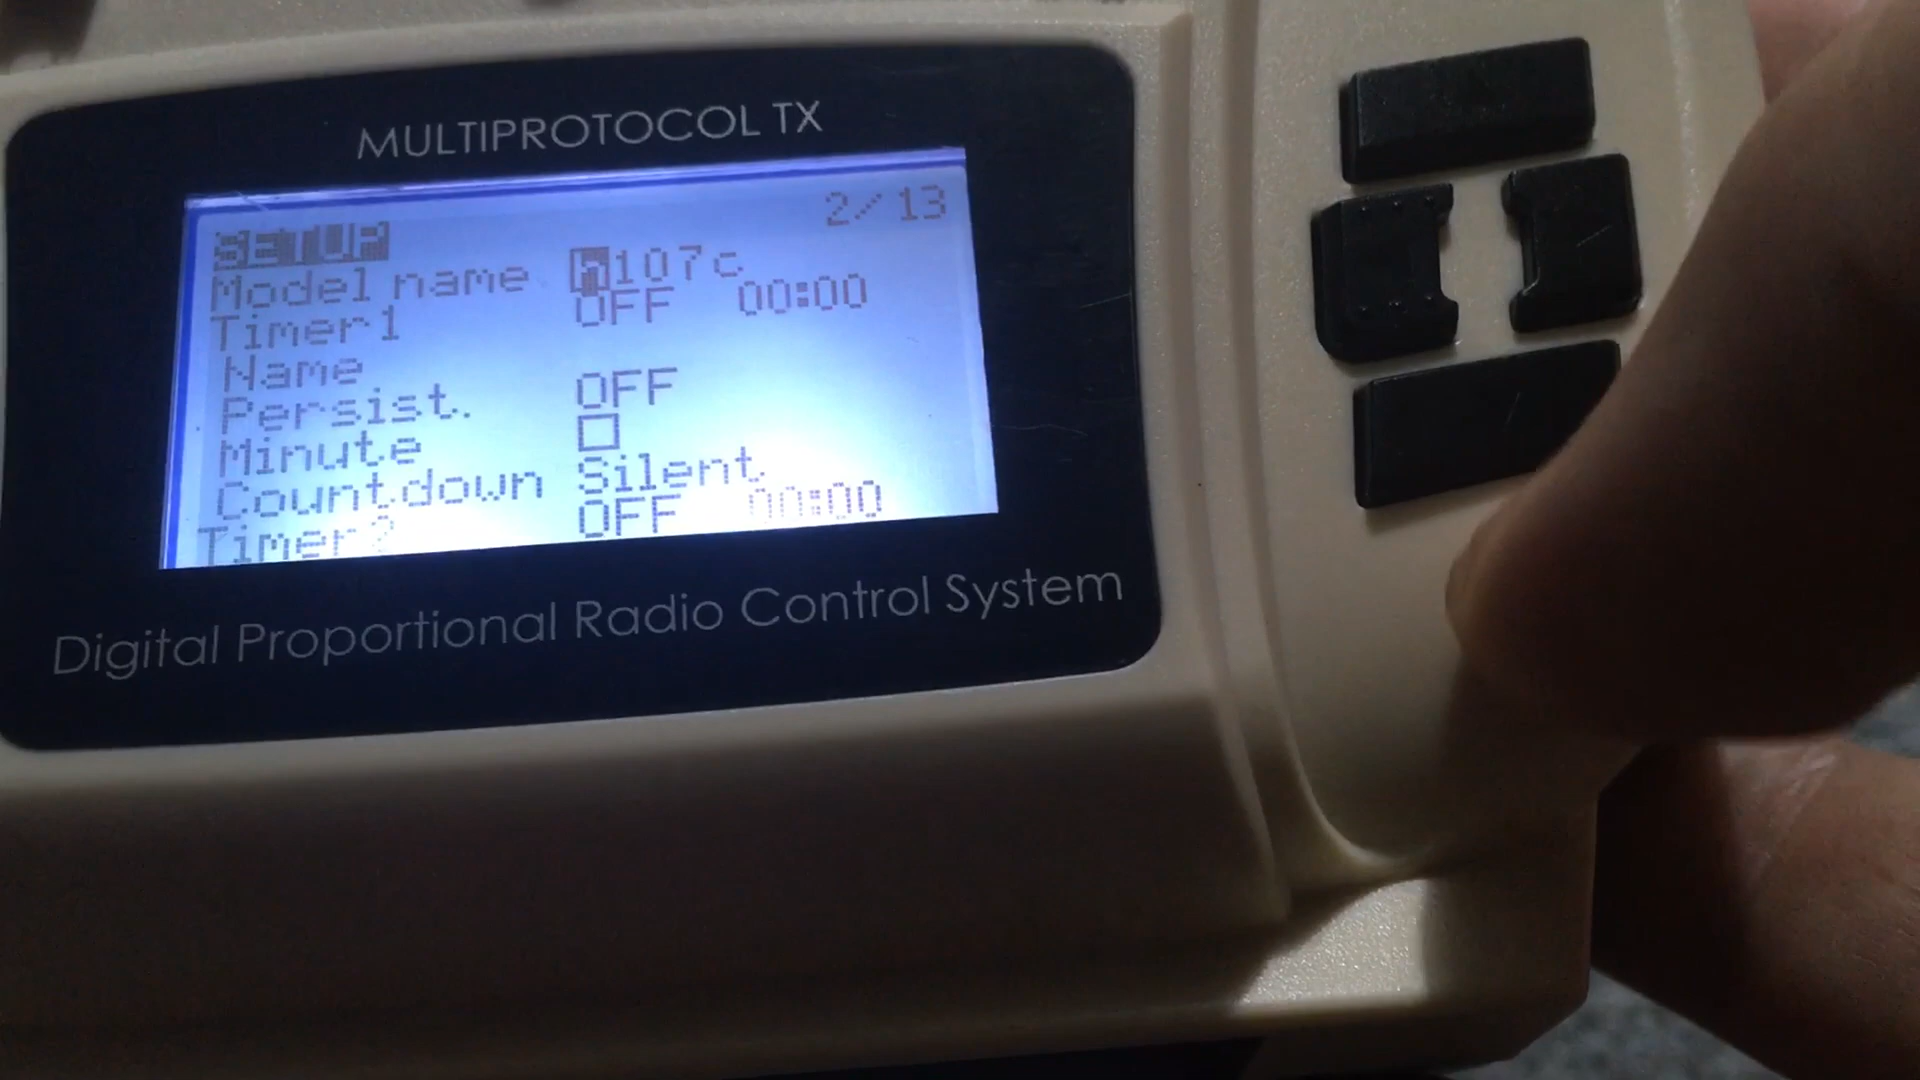 MULTIPROTOCOL TX
SETUP 2/13
Model name h107c
Timer1 OFF 00:00
Name
Persist. OFF
Minute
Countdown Silent
Timer2 OFF 00:00
Digital Proportional Radio Control System